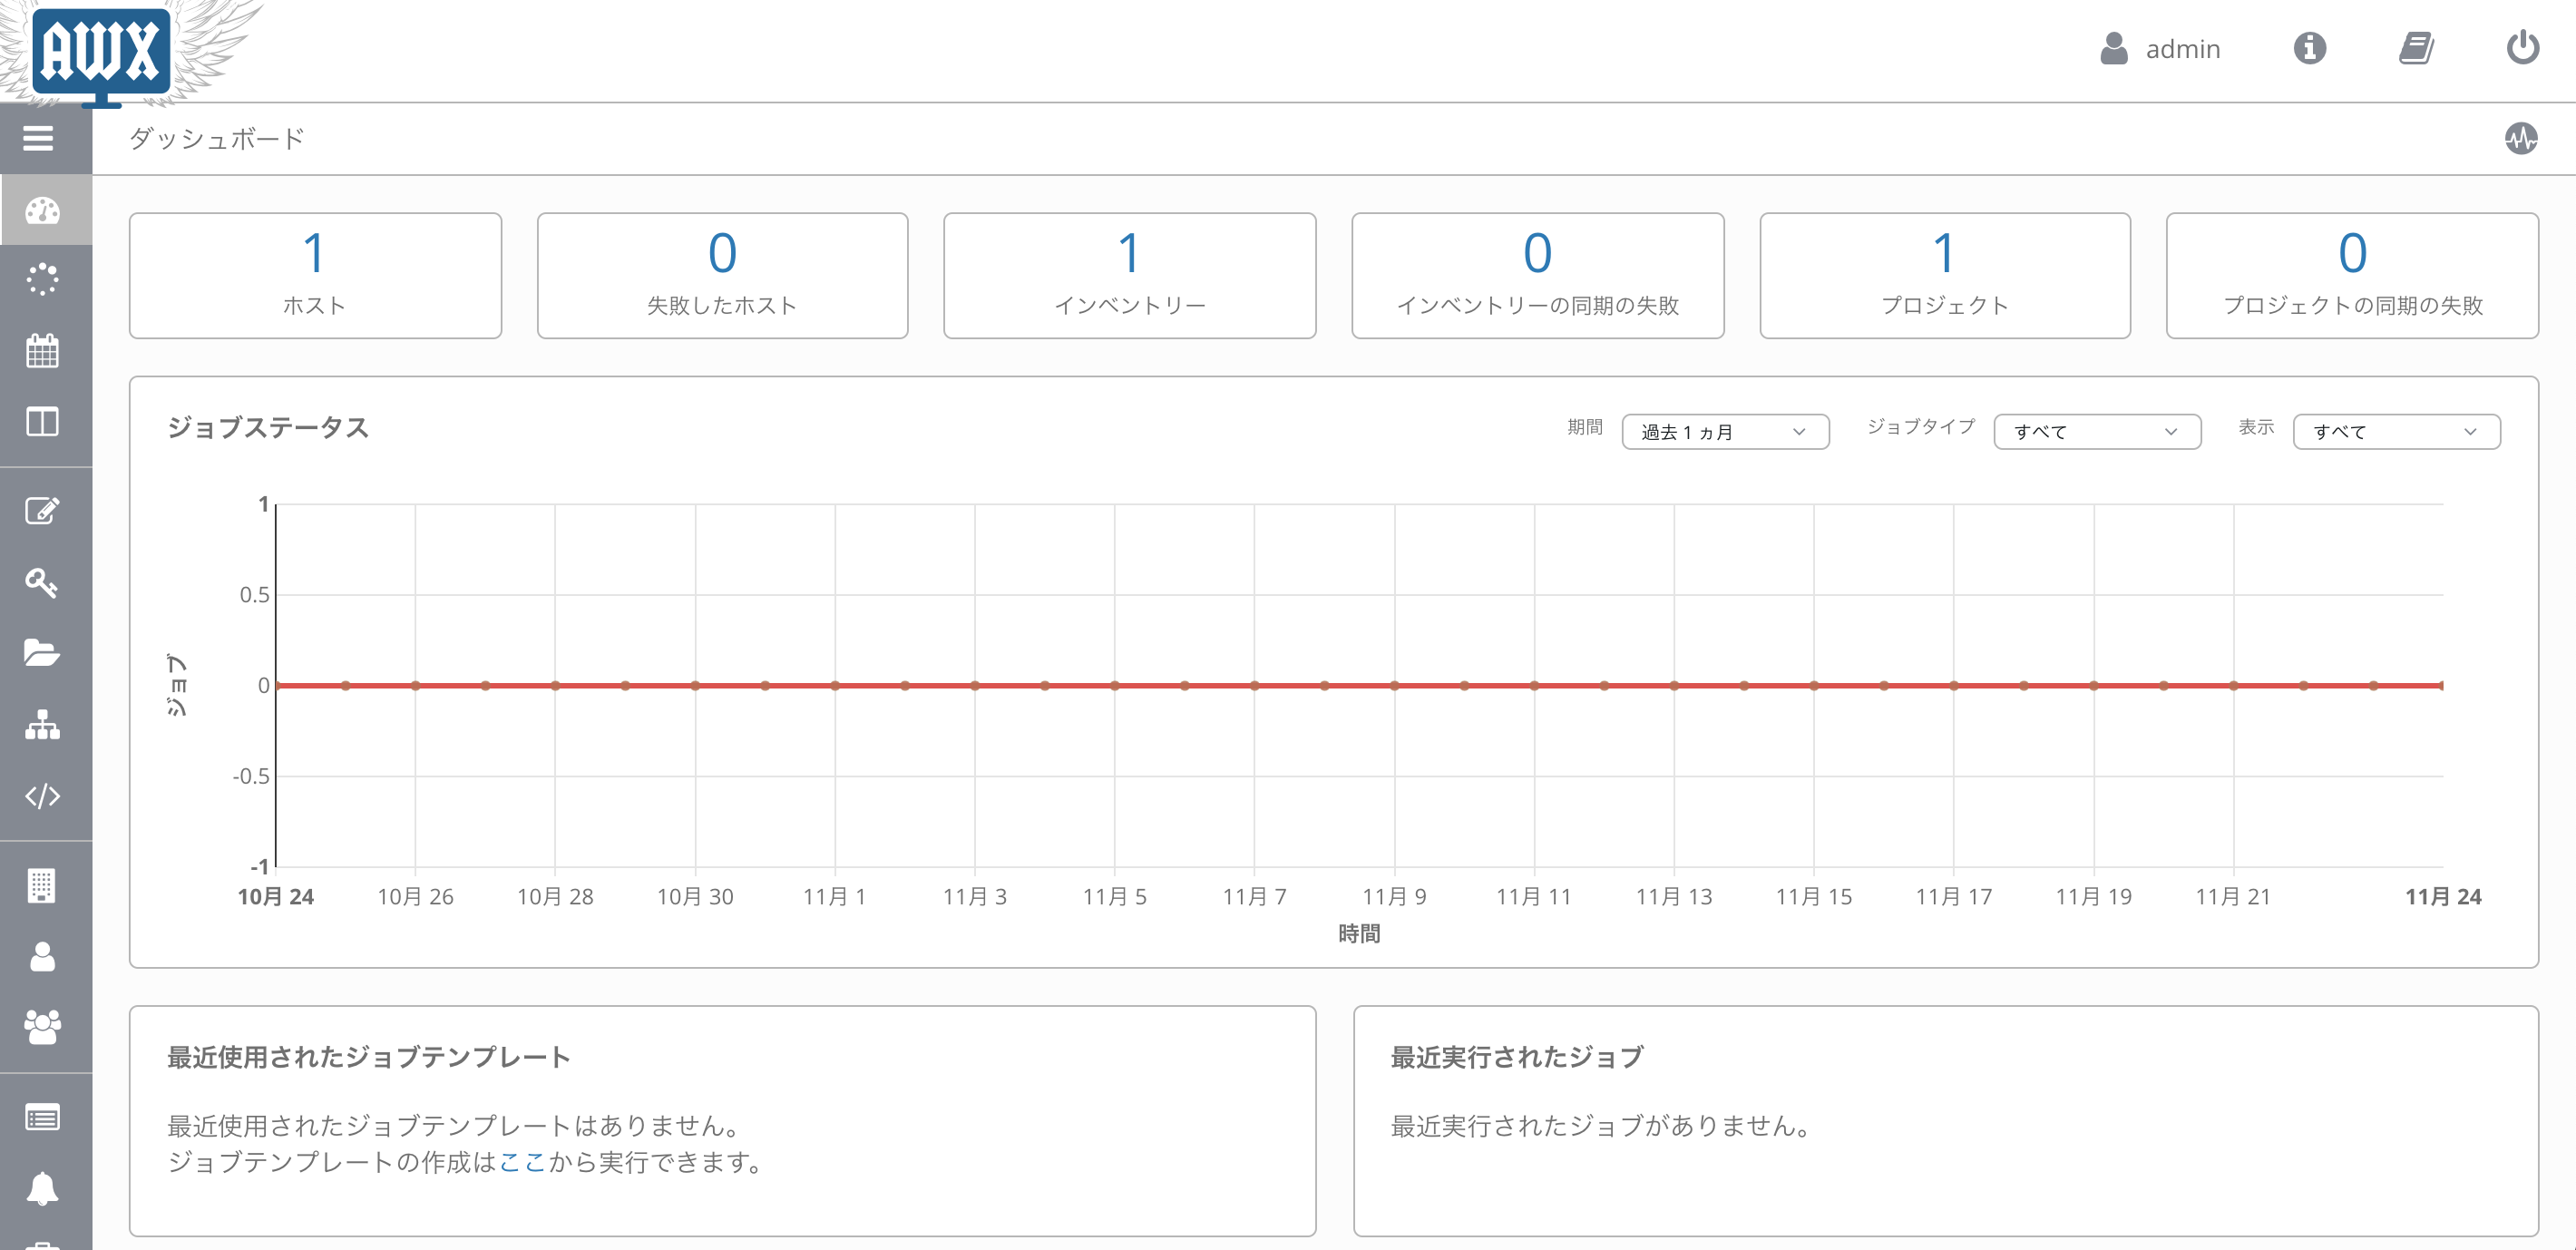 AWX
admin
ダッシュボード
1
ホスト
0
失敗したホスト
1
インベントリー
0
インベントリーの同期の失敗
1
プロジェクト
0
プロジェクトの同期の失敗
ジョブステータス
期間 過去 1 ヵ月 ジョブタイプ すべて 表示 すべて
1
0.5
0
-0.5
-1
ジョブ
10月 24 10月 26 10月 28 10月 30 11月 1 11月 3 11月 5 11月 7 11月 9 11月 11 11月 13 11月 15 11月 17 11月 19 11月 21 11月 24
時間
最近使用されたジョブテンプレート
最近使用されたジョブテンプレートはありません。
ジョブテンプレートの作成はここから実行できます。
最近実行されたジョブ
最近実行されたジョブがありません。